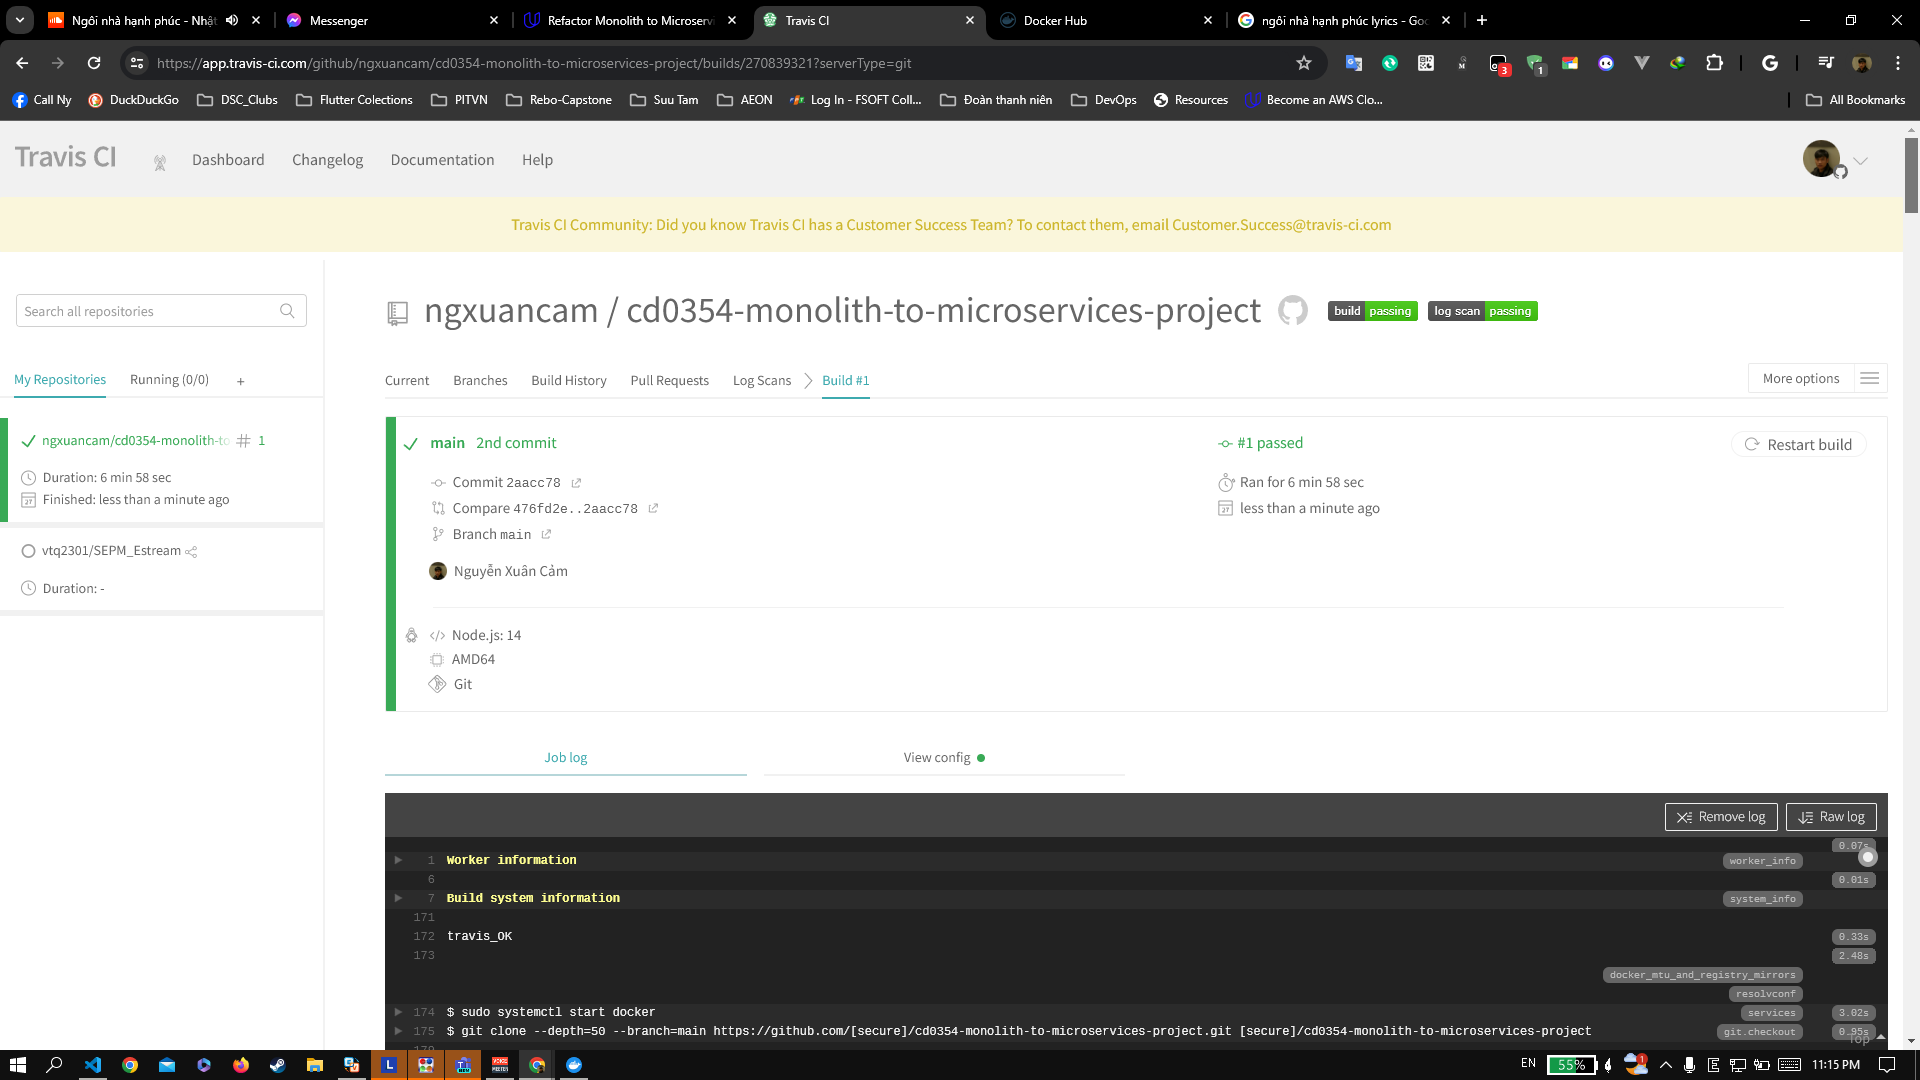 Ngôi nhà hạnh phúc - Nhật
Messenger
Refactor Monolith to Microservi
Travis CI
Docker Hub
ngôi nhà hạnh phúc lyrics - Goo
https://app.travis-ci.com/github/ngxuancam/cd0354-monolith-to-microservices-project/builds/270839321?serverType=git
3
1
Call Ny
DuckDuckGo
DSC_Clubs
Flutter Colections
PITVN
Rebo-Capstone
Suu Tam
AEON
Log In - FSOFT Coll...
Đoàn thanh niên
DevOps
Resources
Become an AWS Clo...
All Bookmarks
Travis CI
Dashboard
Changelog
Documentation
Help
Travis CI Community: Did you know Travis CI has a Customer Success Team? To contact them, email Customer.Success@travis-ci.com
Search all repositories
ngxuancam / cd0354-monolith-to-microservices-project
build passing
log scan passing
My Repositories
Running (0/0)
+
Current
Branches
Build History
Pull Requests
Log Scans
Build #1
More options
ngxuancam/cd0354-monolith-to
# 1
Duration: 6 min 58 sec
Finished: less than a minute ago
vtq2301/SEPM_Estream
Duration: -
main 2nd commit
Commit 2aacc78
Compare 476fd2e..2aacc78
Branch main
Nguyễn Xuân Cảm
#1 passed
Ran for 6 min 58 sec
less than a minute ago
Restart build
Node.js: 14
AMD64
Git
Job log
View config
Remove log
Raw log
0.07s
1 Worker information worker_info
6 0.01s
7 Build system information system_info
171
172 travis_OK 0.33s
173 2.48s
docker_mtu_and_registry_mirrors
resolvconf
174 $ sudo systemctl start docker services 3.02s
175 $ git clone --depth=50 --branch=main https://github.com/[secure]/cd0354-monolith-to-microservices-project.git [secure]/cd0354-monolith-to-microservices-project git.checkout 0.95s
Top
EN
55%
1
11:15 PM